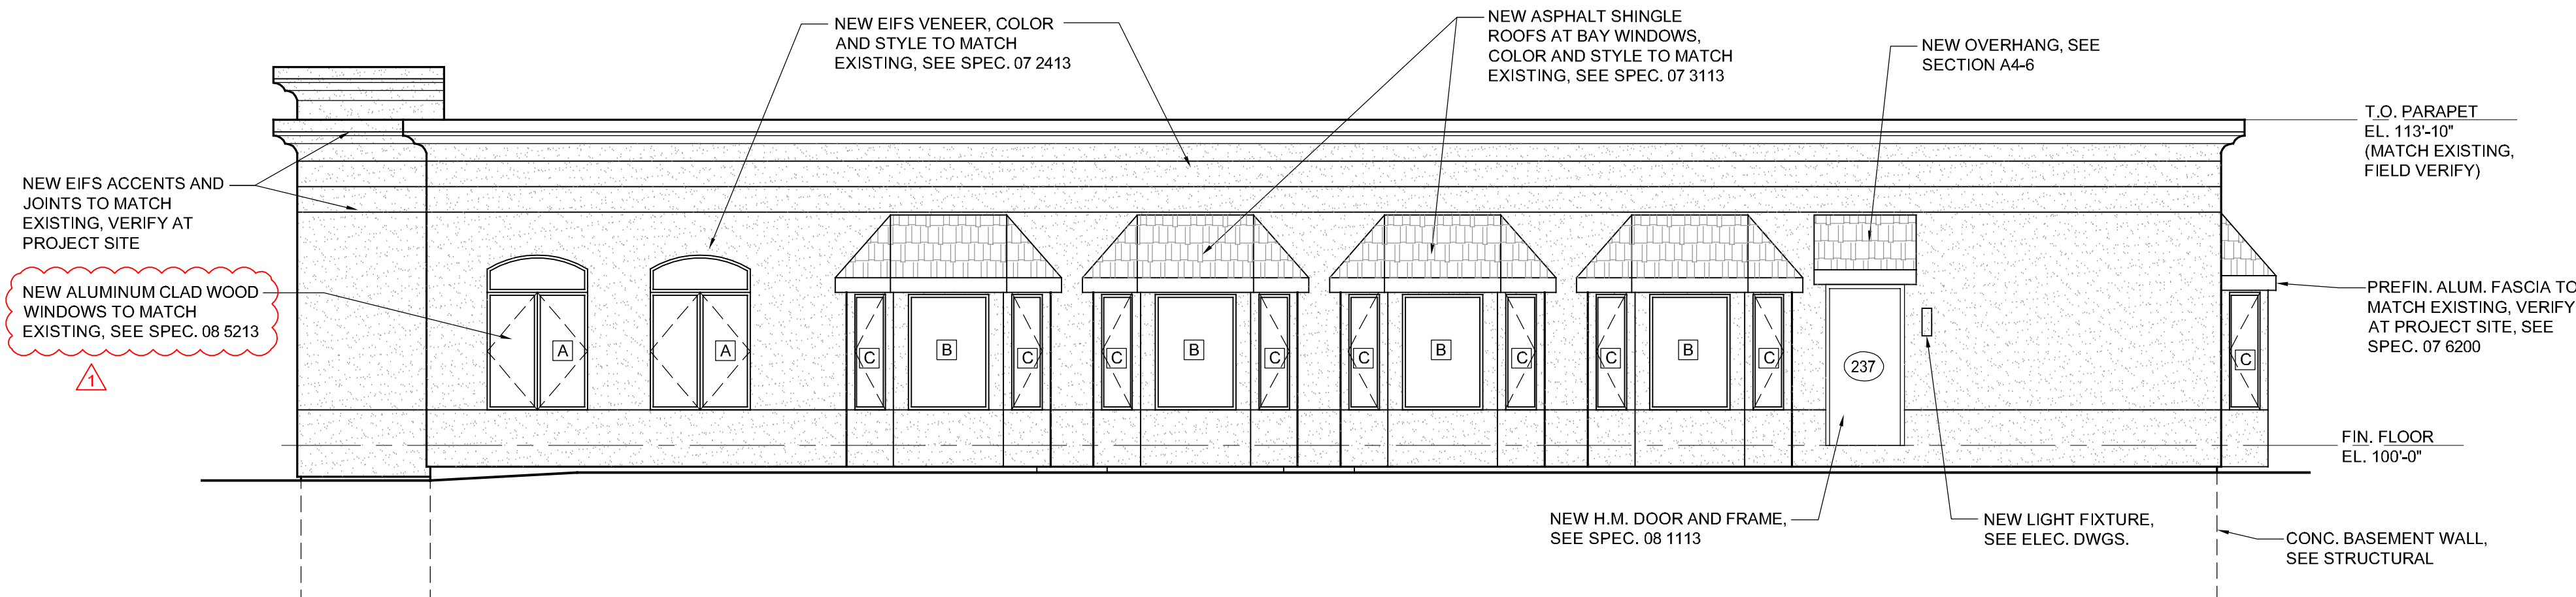 NEW EIFS VENEER, COLOR
AND STYLE TO MATCH
EXISTING, SEE SPEC. 07 2413
NEW ASPHALT SHINGLE
ROOFS AT BAY WINDOWS,
COLOR AND STYLE TO MATCH
EXISTING, SEE SPEC. 07 3113
NEW OVERHANG, SEE
SECTION A4-6
T.O. PARAPET
EL. 113'-10"
(MATCH EXISTING,
FIELD VERIFY)
NEW EIFS ACCENTS AND
JOINTS TO MATCH
EXISTING, VERIFY AT
PROJECT SITE
NEW ALUMINUM CLAD WOOD
WINDOWS TO MATCH
EXISTING, SEE SPEC. 08 5213
1
A
A
C
B
C
C
B
C
C
B
C
C
B
C
237
C
PREFIN. ALUM. FASCIA TO
MATCH EXISTING, VERIFY
AT PROJECT SITE, SEE
SPEC. 07 6200
FIN. FLOOR
EL. 100'-0"
NEW H.M. DOOR AND FRAME,
SEE SPEC. 08 1113
NEW LIGHT FIXTURE,
SEE ELEC. DWGS.
CONC. BASEMENT WALL,
SEE STRUCTURAL